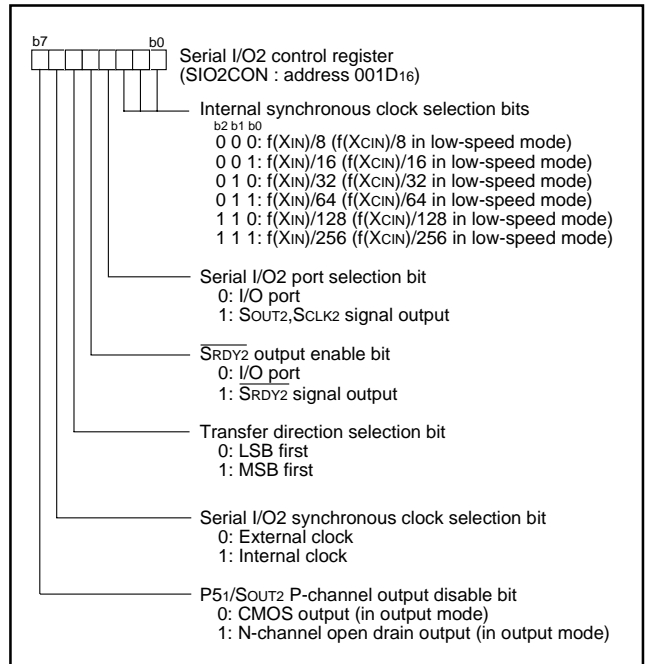 b7 b0
Serial I/O2 control register
(SIO2CON : address 001D16)
Internal synchronous clock selection bits
b2 b1 b0
0 0 0: f(XIN)/8 (f(XCIN)/8 in low-speed mode)
0 0 1: f(XIN)/16 (f(XCIN)/16 in low-speed mode)
0 1 0: f(XIN)/32 (f(XCIN)/32 in low-speed mode)
0 1 1: f(XIN)/64 (f(XCIN)/64 in low-speed mode)
1 1 0: f(XIN)/128 (f(XCIN)/128 in low-speed mode)
1 1 1: f(XIN)/256 (f(XCIN)/256 in low-speed mode)
Serial I/O2 port selection bit
0: I/O port
1: SOUT2,SCLK2 signal output
SRDY2 output enable bit
0: I/O port
1: SRDY2 signal output
Transfer direction selection bit
0: LSB first
1: MSB first
Serial I/O2 synchronous clock selection bit
0: External clock
1: Internal clock
P51/SOUT2 P-channel output disable bit
0: CMOS output (in output mode)
1: N-channel open drain output (in output mode)